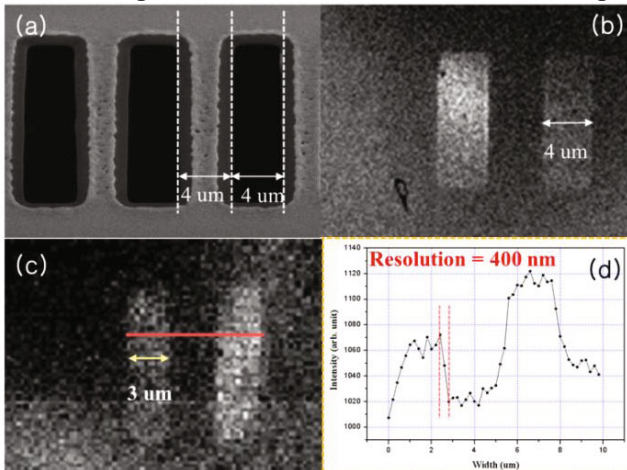 (a)
4 um
4 um
(b)
4 um
(c)
3 um
(d)
Resolution = 400 nm
Intensity (arb. unit)
1140
1120
1100
1080
1060
1040
1020
1000
0
2
4
6
8
10
Width (um)